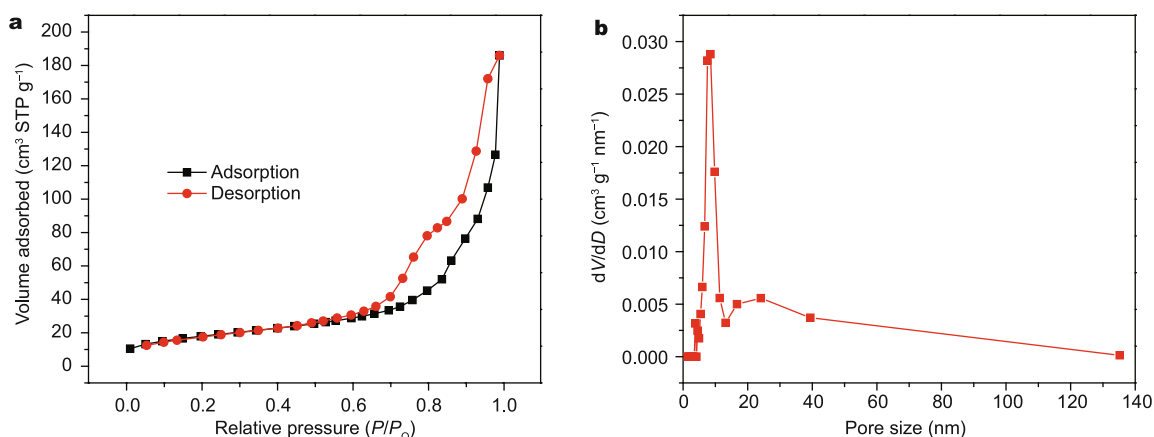 a
200
180
160
140
120
100
80
60
40
20
0
Volume adsorbed (cm³ STP g⁻¹)
Adsorption
Desorption
0.0 0.2 0.4 0.6 0.8 1.0
Relative pressure (P/P₀)
b
0.030
0.025
0.020
0.015
0.010
0.005
0.000
dV/dD (cm³ g⁻¹ nm⁻¹)
0 20 40 60 80 100 120 140
Pore size (nm)